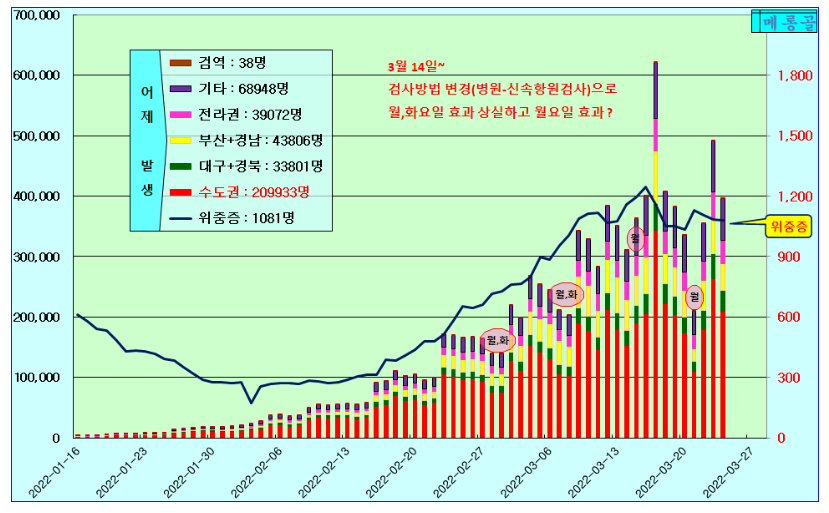 메롱골
700,000
600,000
500,000
400,000
300,000
200,000
100,000
0
어제 발생
검역 : 38명
기타 : 68948명
전라권 : 39072명
부산+경남 : 43806명
대구+경북 : 33801명
수도권 : 209933명
위중증 : 1081명
3월 14일~
검사방법 변경(병원-신속항원검사)으로
월,화요일 효과 상실하고 월요일 효과 ?
월,화
월,화
월
월
위중증
1,800
1,500
1,200
900
600
300
0
2022-01-16
2022-01-23
2022-01-30
2022-02-06
2022-02-13
2022-02-20
2022-02-27
2022-03-06
2022-03-13
2022-03-20
2022-03-27